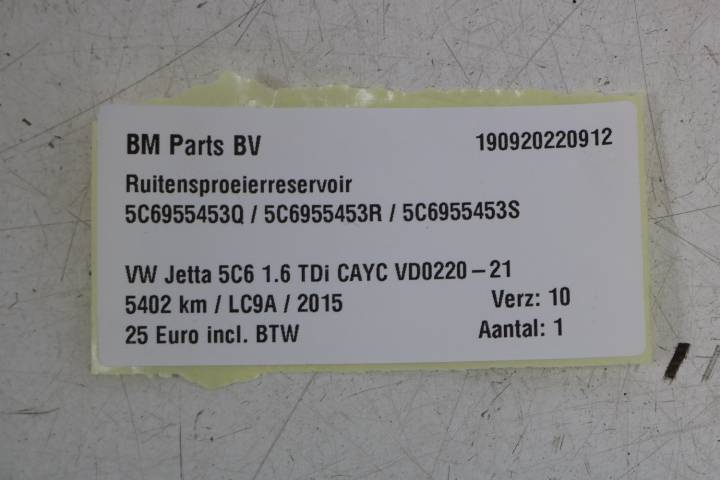 BM Parts BV 190920220912
Ruitensproeierreservoir
5C6955453Q / 5C6955453R / 5C6955453S
VW Jetta 5C6 1.6 TDi CAYC VD0220-21
5402 km / LC9A / 2015 Verz: 10
25 Euro incl. BTW Aantal: 1